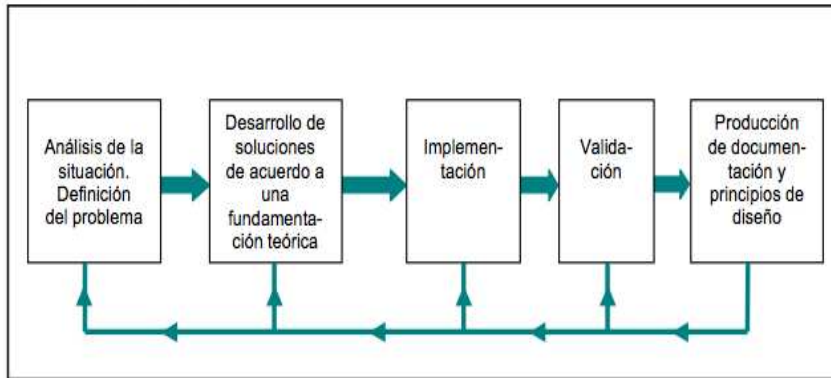 Análisis de la
situación.
Definición
del problema
Desarrollo de
soluciones
de acuerdo a
una
fundamenta-
ción teórica
Implemen-
tación
Valida-
ción
Producción
de documen-
tación y
principios de
diseño